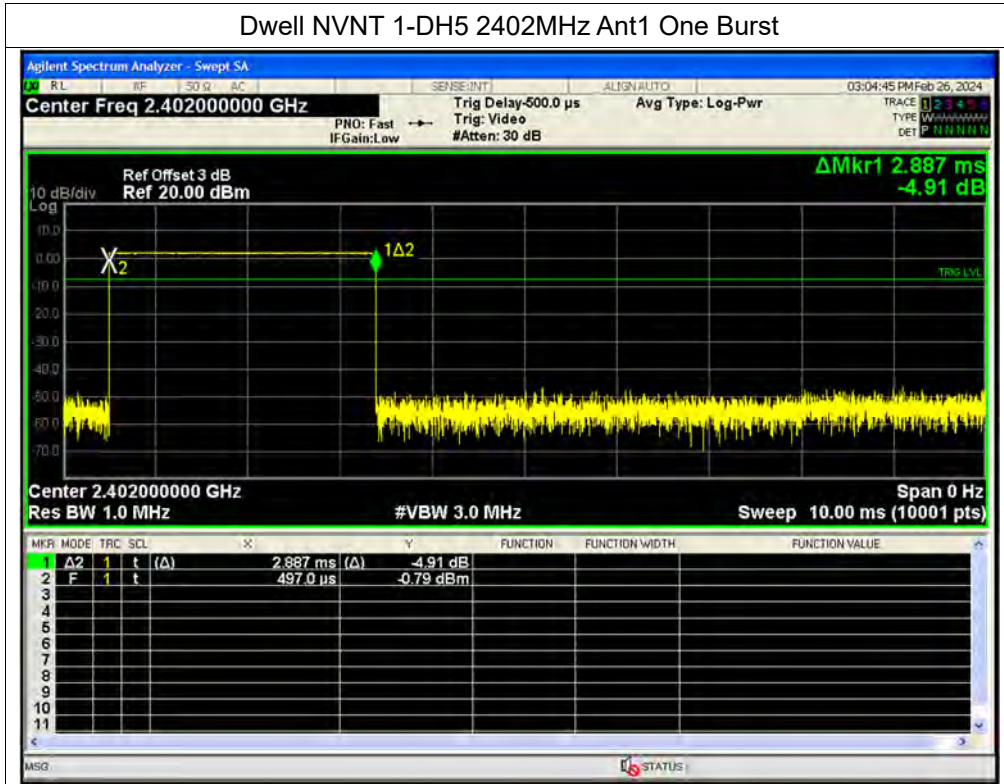 Dwell NVNT 1-DH5 2402MHz Ant1 One Burst
Agilent Spectrum Analyzer - Swept SA
LXI RL RF 50 Ω AC SENSE:INT ALIGN AUTO 03:04:45 PM Feb 26, 2024
Center Freq 2.402000000 GHz Trig Delay-500.0 µs Avg Type: Log-Pwr TRACE 1 2 3 4 5 6
PNO: Fast Trig: Video TYPE W
IFGain:Low #Atten: 30 dB DET P N N N N N
ΔMkr1 2.887 ms
-4.91 dB
Ref Offset 3 dB
10 dB/div Ref 20.00 dBm
Log
10.0
0.00
-10.0
-20.0
-30.0
-40.0
-50.0
-60.0
-70.0
X2
1Δ2
TRIG LVL
Center 2.402000000 GHz Span 0 Hz
Res BW 1.0 MHz #VBW 3.0 MHz Sweep 10.00 ms (10001 pts)
MKR MODE TRC SCL X Y FUNCTION FUNCTION WIDTH FUNCTION VALUE
1 Δ2 1 t (Δ) 2.887 ms (Δ) -4.91 dB
2 F 1 t 497.0 µs -0.79 dBm
3
4
5
6
7
8
9
10
11
MSG STATUS